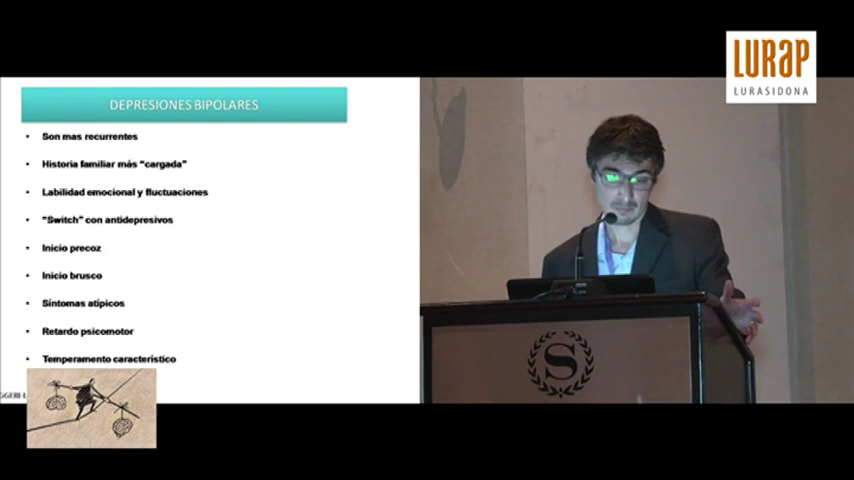 LURAP
LURASIDONA
DEPRESIONES BIPOLARES
• Son mas recurrentes
• Historia familiar más “cargada”
• Labilidad emocional y fluctuaciones
• “Switch” con antidepresivos
• Inicio precoz
• Inicio brusco
• Síntomas atípicos
• Retardo psicomotor
• Temperamento característico
S